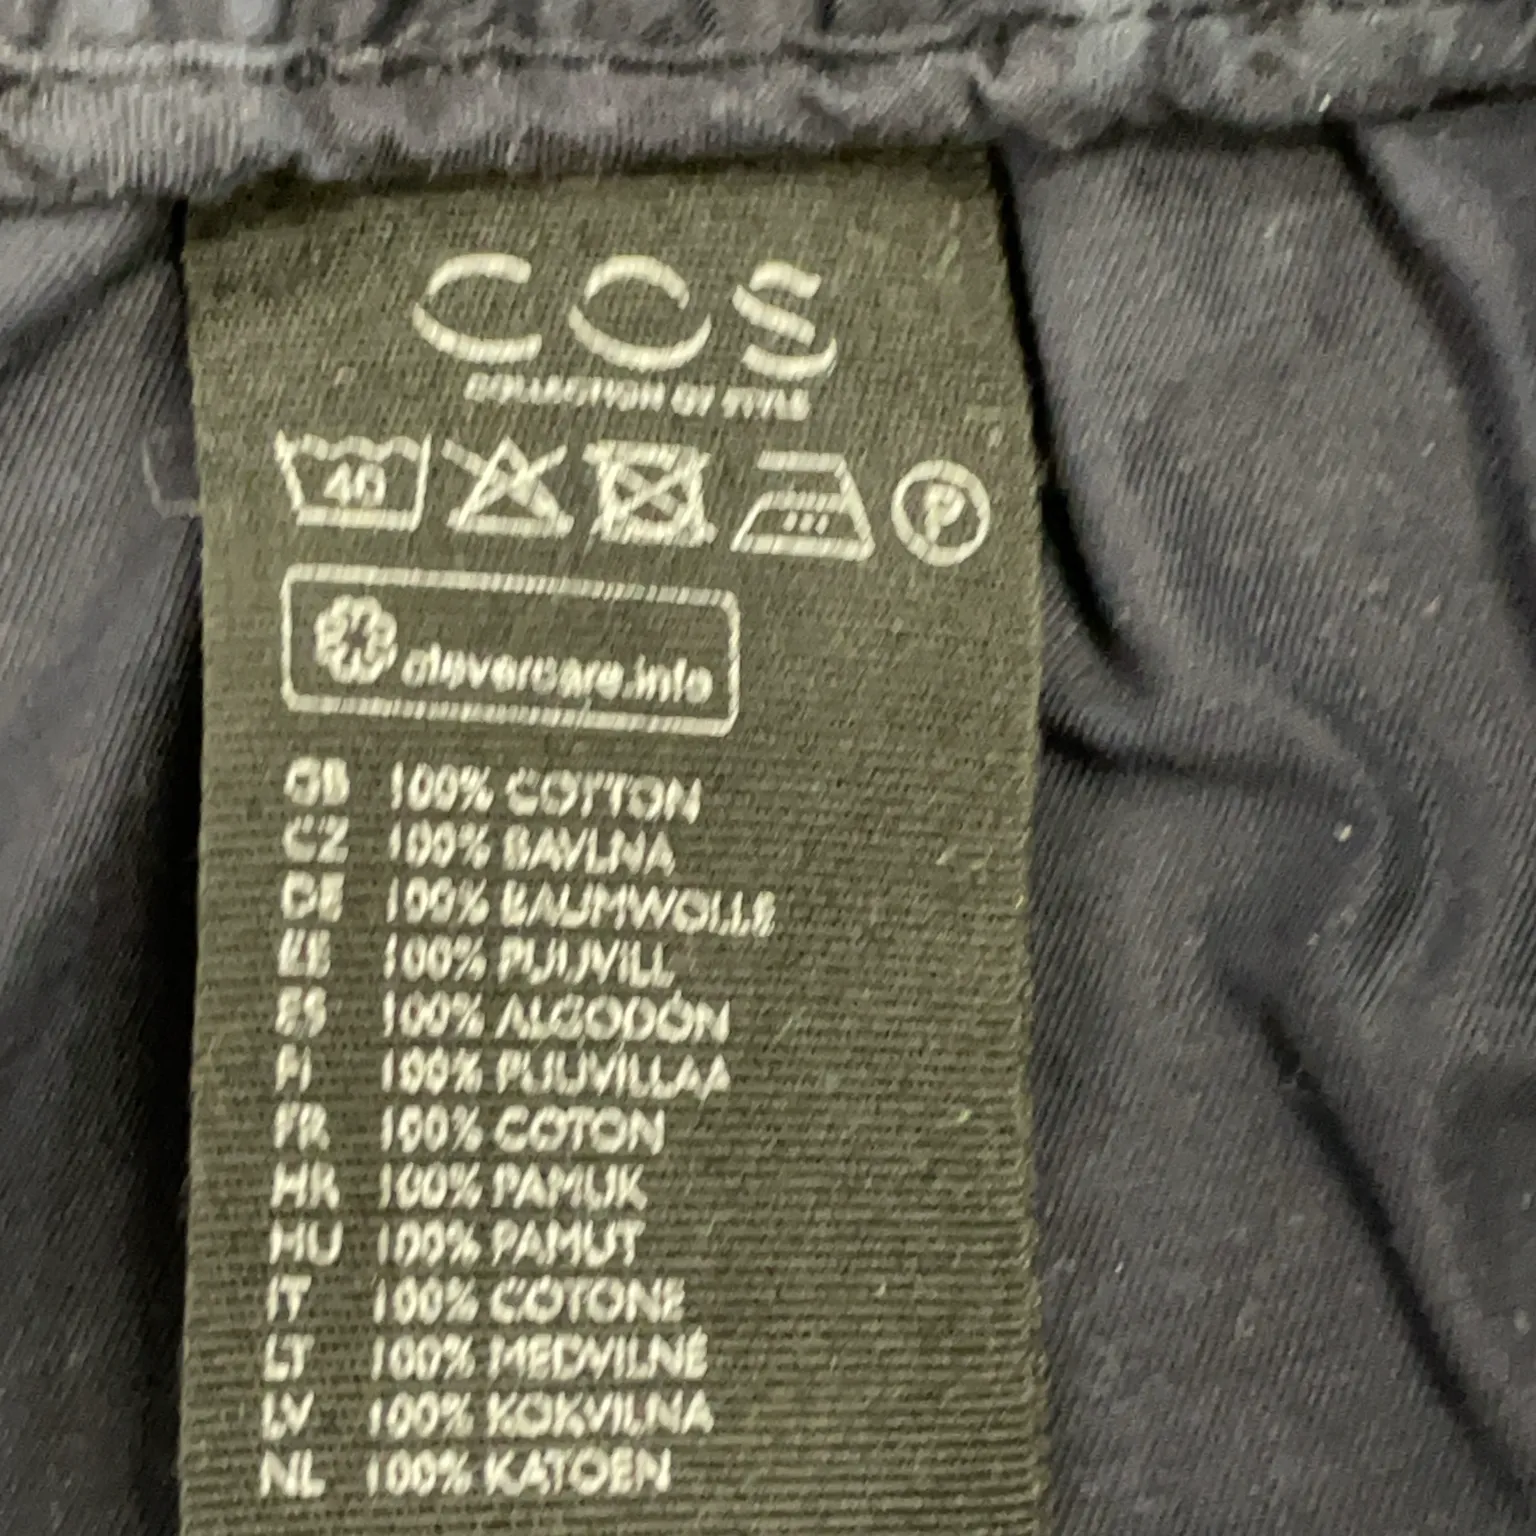 COS
COLLECTION OF STYLE
40
P
clevercare.info
GB 100% COTTON
CZ 100% BAVLNA
DE 100% BAUMWOLLE
EE 100% PUUVILL
ES 100% ALGODÓN
FI 100% PUUVILLAA
FR 100% COTON
HR 100% PAMUK
HU 100% PAMUT
IT 100% COTONE
LT 100% MEDVILNĖ
LV 100% KOKVILNA
NL 100% KATOEN